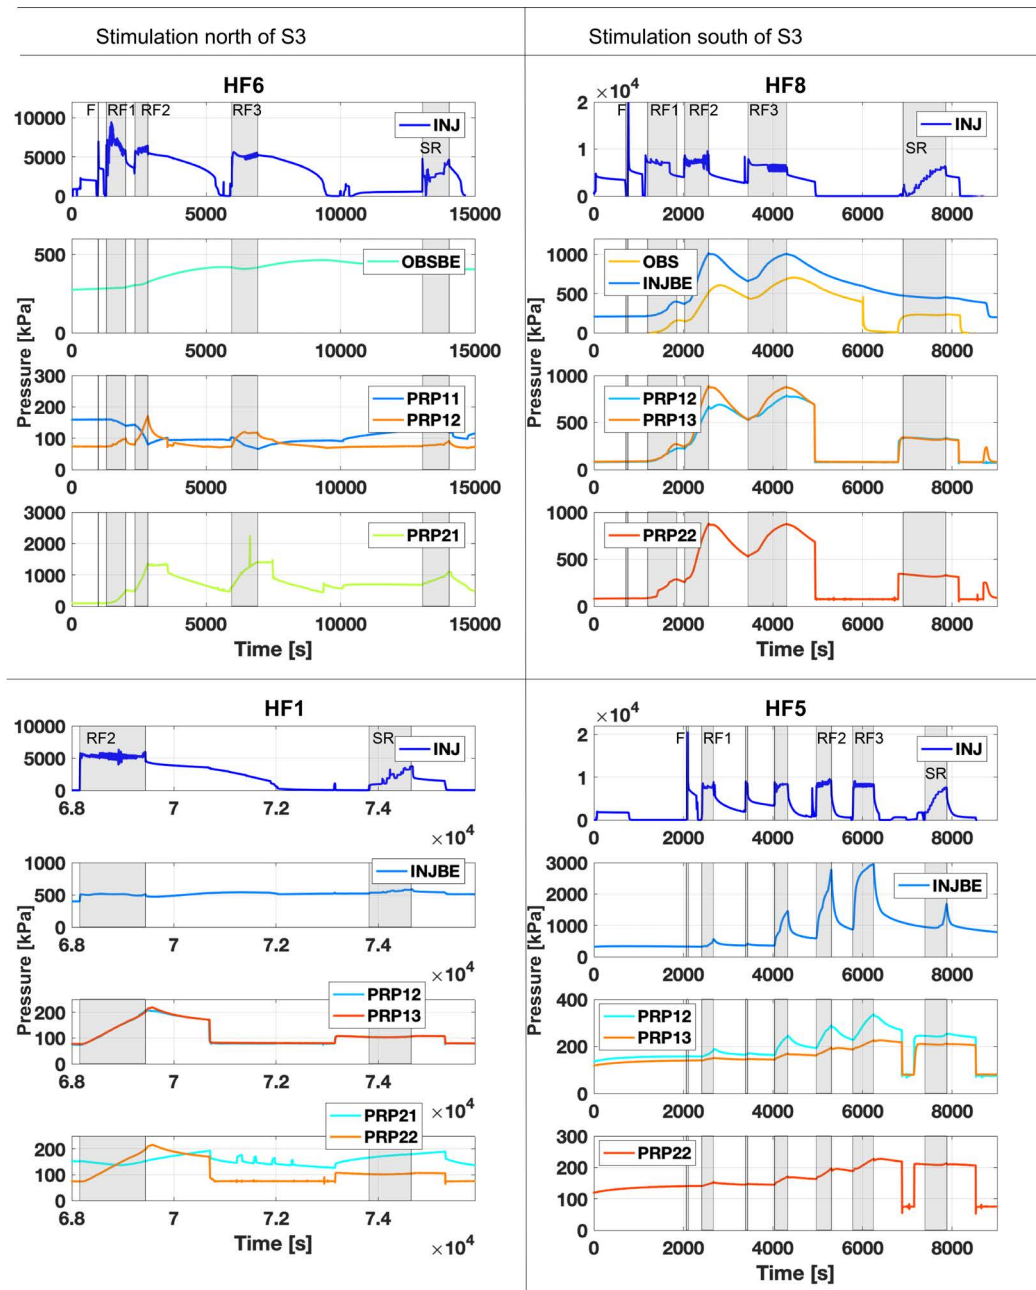 Stimulation north of S3
Stimulation south of S3
HF6
F RF1 RF2 RF3 SR
INJ
10000
5000
0
0 5000 10000 15000
OBSBE
500
0
0 5000 10000 15000
Pressure [kPa]
PRP11
PRP12
300
200
100
0
0 5000 10000 15000
PRP21
3000
2000
1000
0
0 5000 10000 15000
Time [s]
HF8
×10⁴
F RF1 RF2 RF3 SR
INJ
2
1
0
0 2000 4000 6000 8000
OBS
INJBE
1000
500
0
0 2000 4000 6000 8000
Pressure [kPa]
PRP12
PRP13
1000
500
0
0 2000 4000 6000 8000
PRP22
1000
500
0
0 2000 4000 6000 8000
Time [s]
HF1
RF2 SR
INJ
10000
5000
0
6.8 7 7.2 7.4
×10⁴
INJBE
1000
500
0
6.8 7 7.2 7.4
×10⁴
Pressure [kPa]
PRP12
PRP13
200
100
0
6.8 7 7.2 7.4
×10⁴
PRP21
PRP22
200
100
0
6.8 7 7.2 7.4
Time [s]
×10⁴
HF5
×10⁴
F RF1 RF2 RF3 SR
INJ
2
1
0
0 2000 4000 6000 8000
INJBE
3000
2000
1000
0
0 2000 4000 6000 8000
Pressure [kPa]
PRP12
PRP13
400
200
0
0 2000 4000 6000 8000
PRP22
300
200
100
0
0 2000 4000 6000 8000
Time [s]